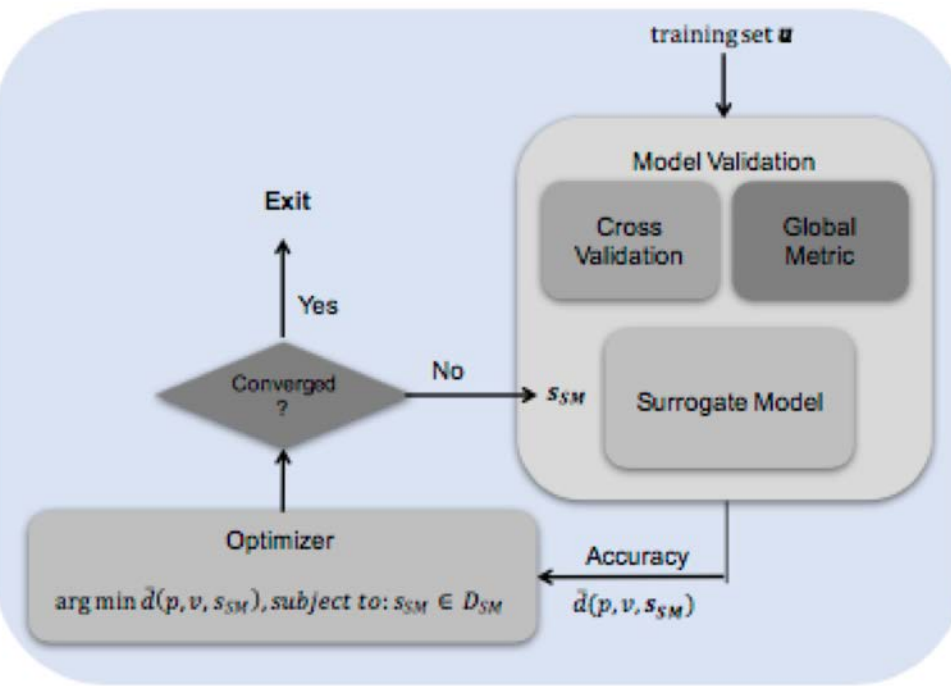 training set u
Model Validation
Cross
Validation
Global
Metric
Surrogate Model
Exit
Yes
Converged
?
No
s_SM
Optimizer
arg min d̄(p, v, s_SM), subject to: s_SM ∈ D_SM
Accuracy
d̄(p, v, s_SM)